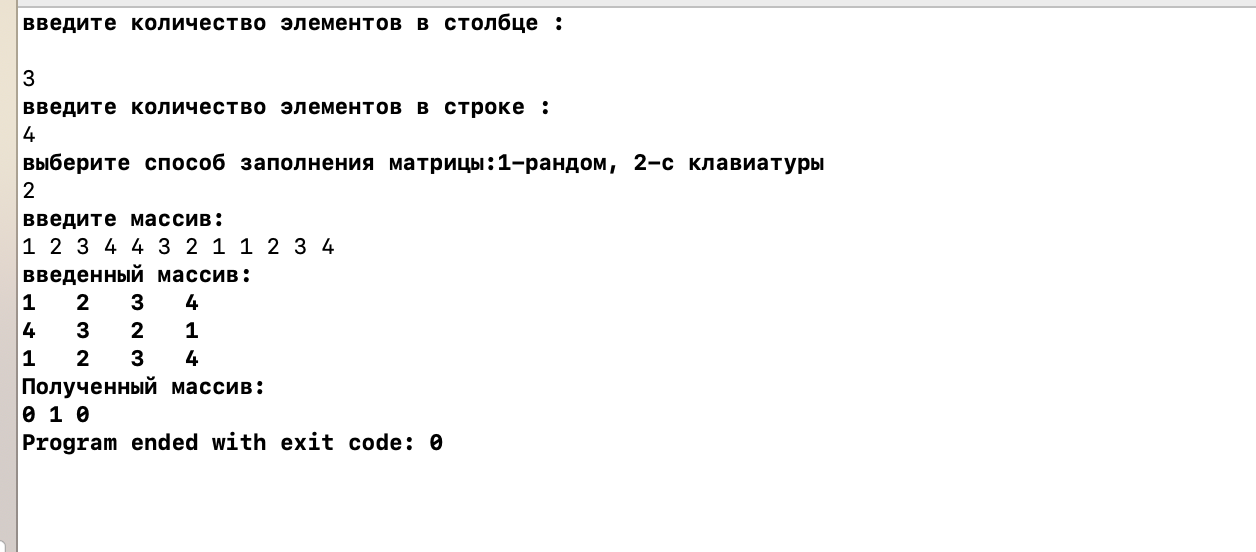 введите количество элементов в столбце :
3
введите количество элементов в строке :
4
выберите способ заполнения матрицы:1-рандом, 2-с клавиатуры
2
введите массив:
1 2 3 4 4 3 2 1 1 2 3 4
введенный массив:
1 2 3 4
4 3 2 1
1 2 3 4
Полученный массив:
0 1 0
Program ended with exit code: 0